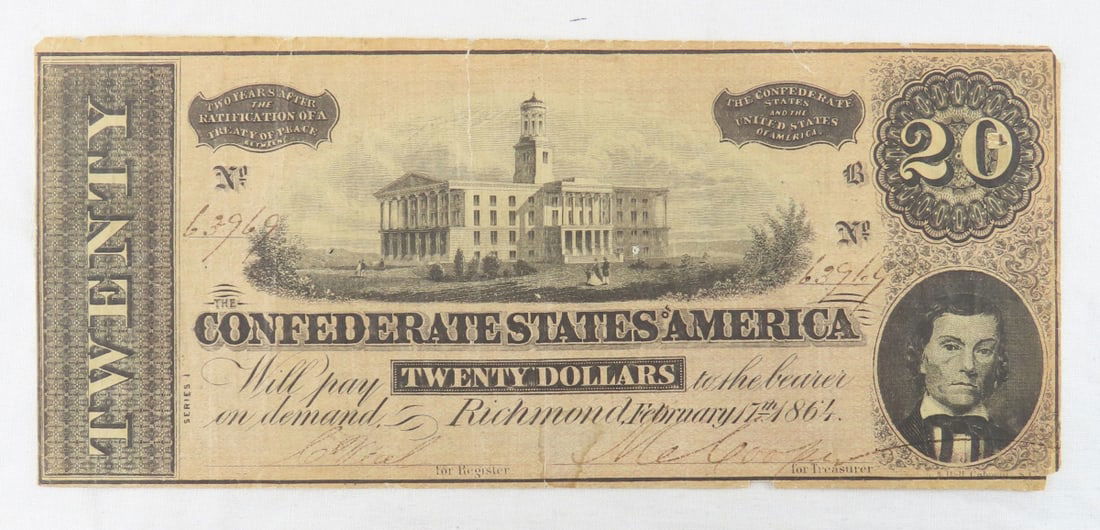 TWENTY
TWO YEARS AFTER
THE
RATIFICATION OF A
TREATY OF PEACE
BETWEEN
THE CONFEDERATE
STATES
AND THE
UNITED STATES
OF AMERICA.
20
No.
63969
B
No.
63969
THE
CONFEDERATE STATES OF AMERICA
Will pay TWENTY DOLLARS to the bearer
on demand. Richmond, February 17th 1864.
SERIES 1
for Register
for Treasurer